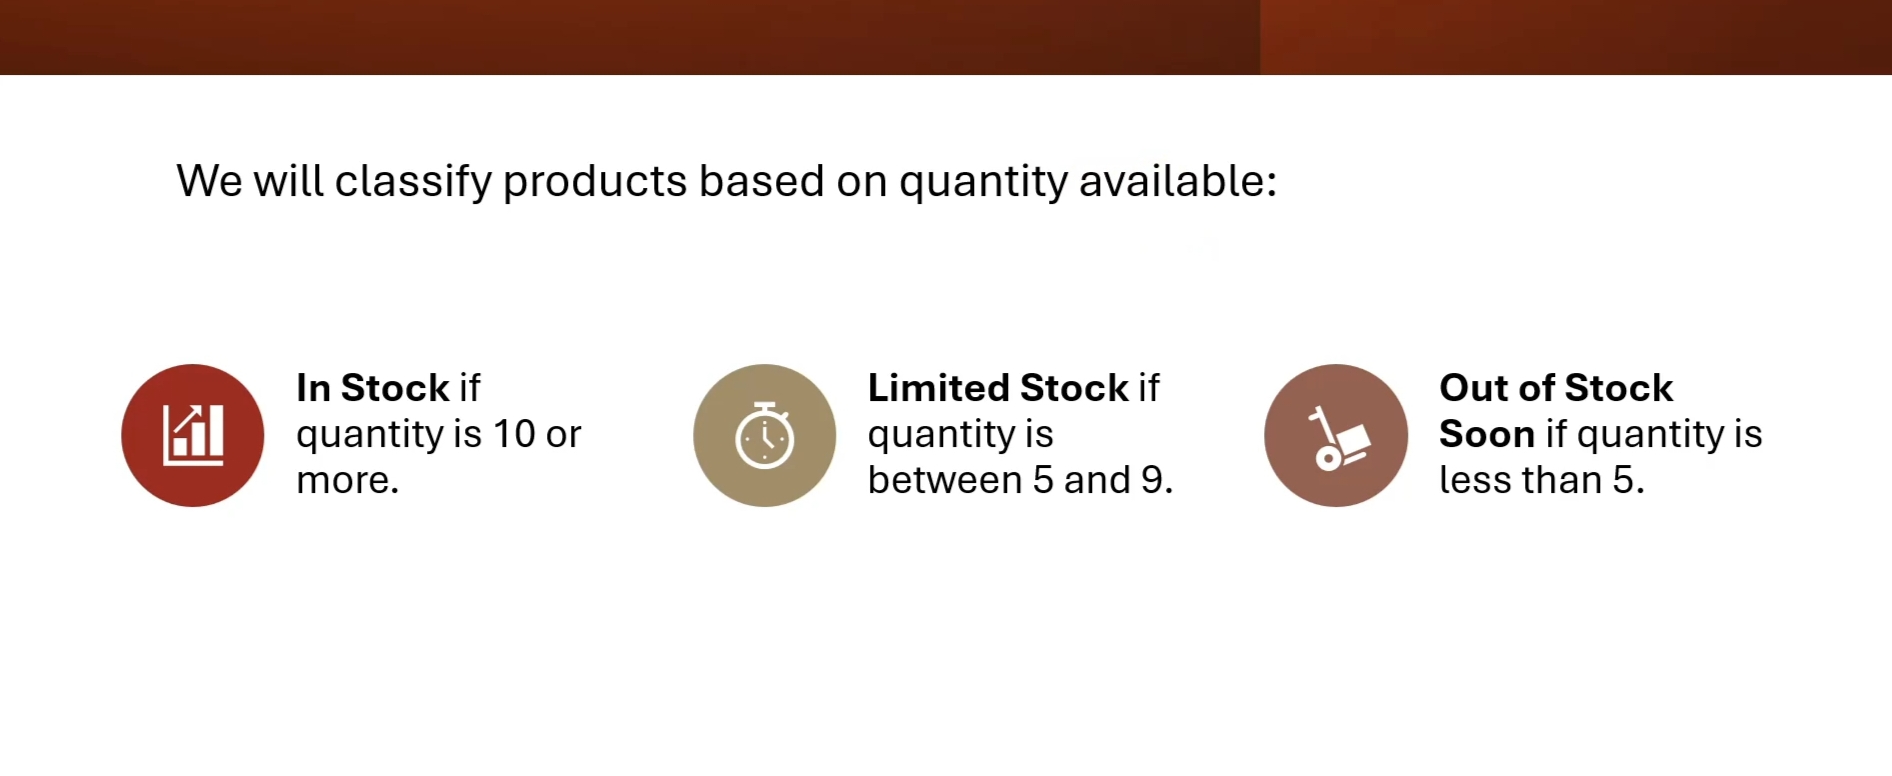 We will classify products based on quantity available:
In Stock if
quantity is 10 or
more.
Limited Stock if
quantity is
between 5 and 9.
Out of Stock
Soon if quantity is
less than 5.